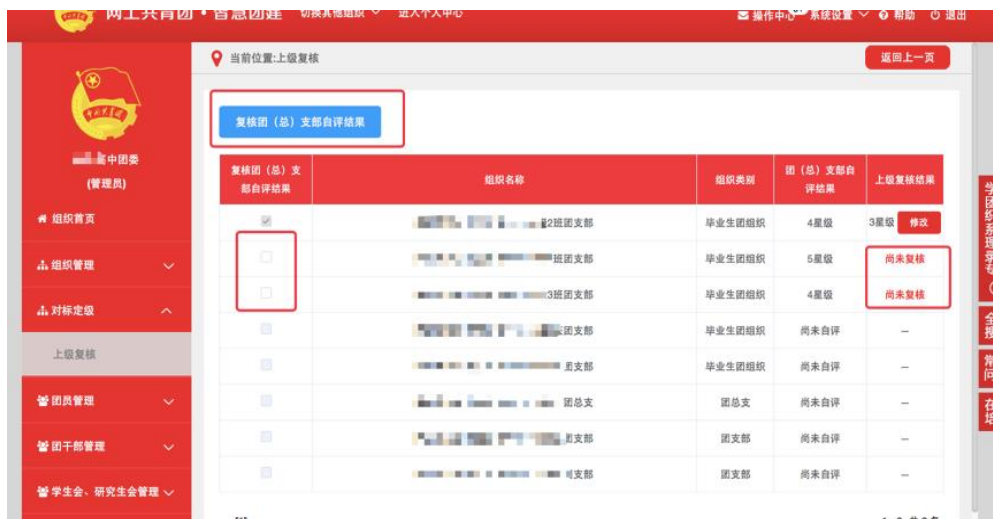 网上共青团·智慧团建 切换其他组织 进入个人中心 操作中心 系统设置 帮助 退出
当前位置:上级复核 返回上一页
复核团（总）支部自评结果
高中团委
(管理员)
组织首页
组织管理
对标定级
上级复核
团员管理
团干部管理
学生会、研究生会管理
复核团（总）支部自评结果 组织名称 组织类别 团（总）支部自评结果 上级复核结果
2班团支部 毕业生团组织 4星级 3星级 修改
班团支部 毕业生团组织 5星级 尚未复核
3班团支部 毕业生团组织 4星级 尚未复核
团支部 毕业生团组织 尚未自评 --
支部 毕业生团组织 尚未自评 --
团总支 团总支 尚未自评 --
支部 团支部 尚未自评 --
支部 团支部 尚未自评 --